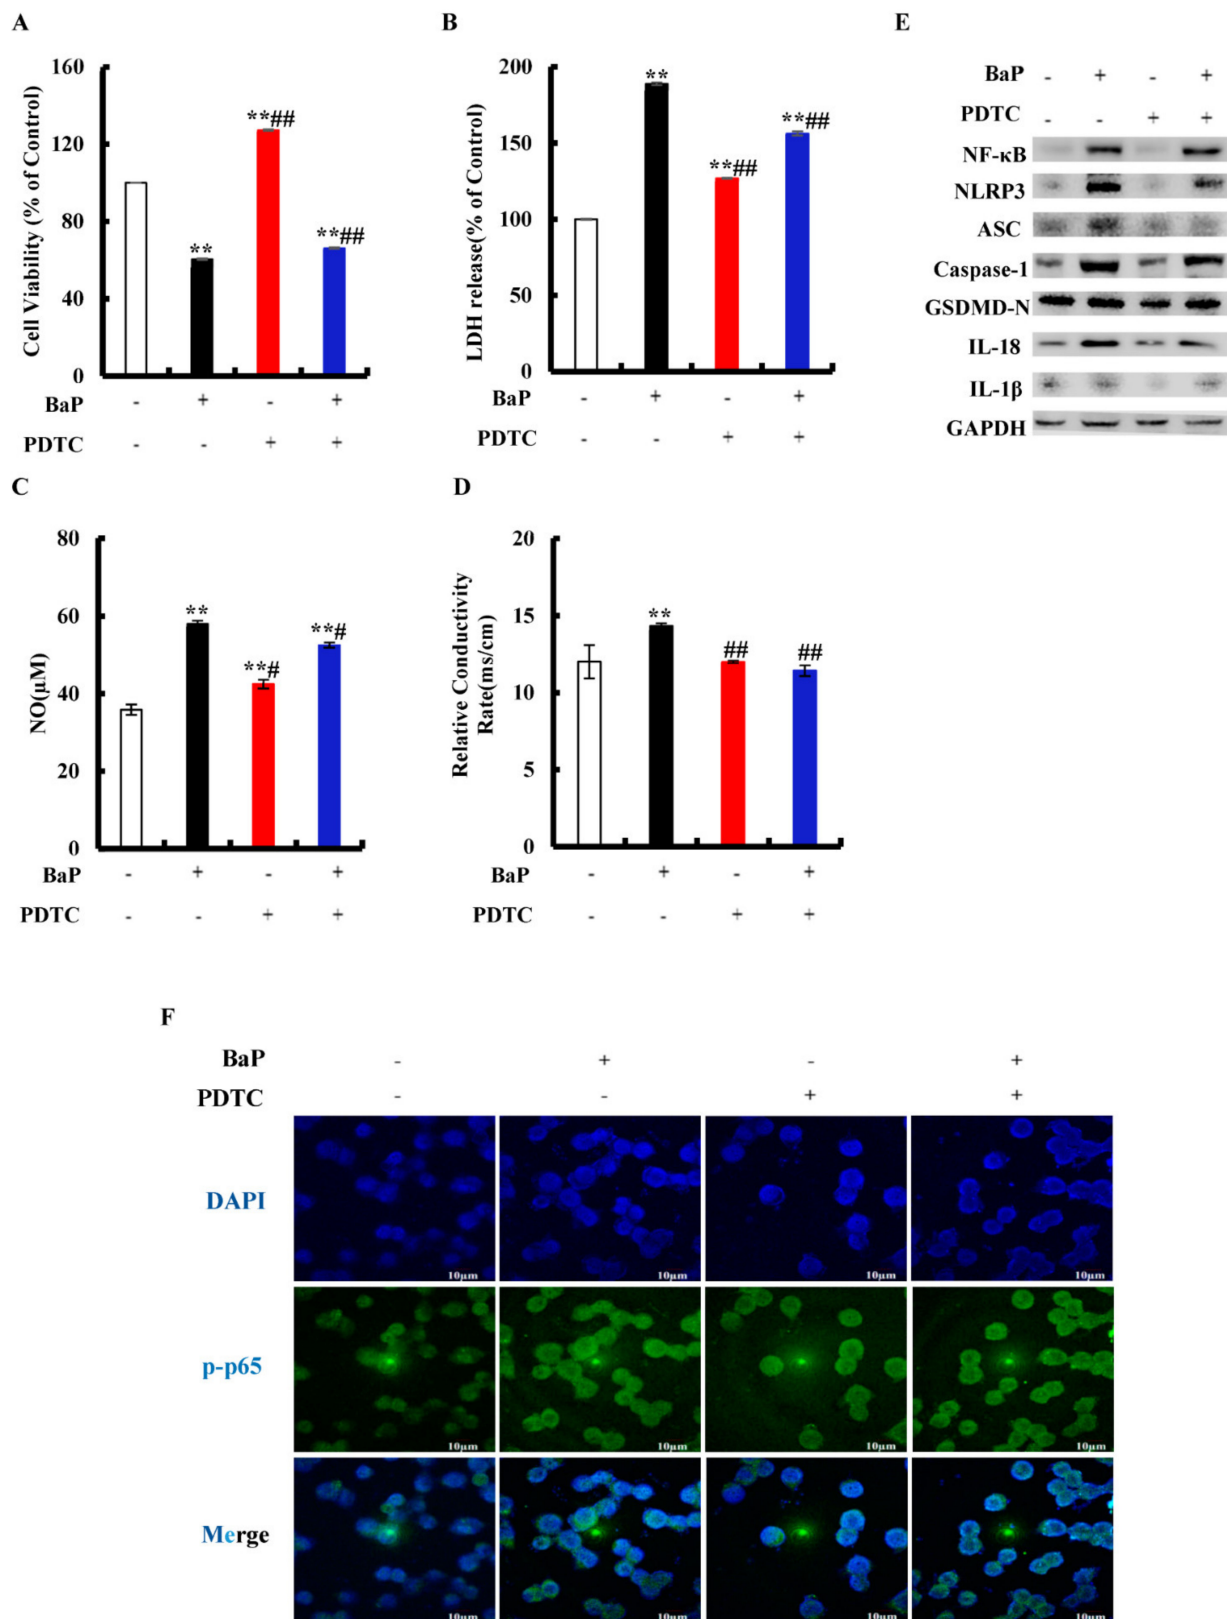 A
Cell Viability (% of Control)
160
120
80
40
0
**
**##
**##
BaP - + - +
PDTC - - + +
B
LDH release(% of Control)
200
150
100
50
0
**
**##
**##
BaP - + - +
PDTC - - + +
E
BaP - + - +
PDTC - - + +
NF-κB
NLRP3
ASC
Caspase-1
GSDMD-N
IL-18
IL-1β
GAPDH
C
NO(μM)
80
60
40
20
0
**
**#
**#
BaP - + - +
PDTC - - + +
D
Relative Conductivity
Rate(ms/cm)
20
15
10
5
0
**
##
##
BaP - + - +
PDTC - - + +
F
BaP - + - +
PDTC - - + +
DAPI
10μm 10μm 10μm 10μm
p-p65
10μm 10μm 10μm 10μm
Merge
10μm 10μm 10μm 10μm